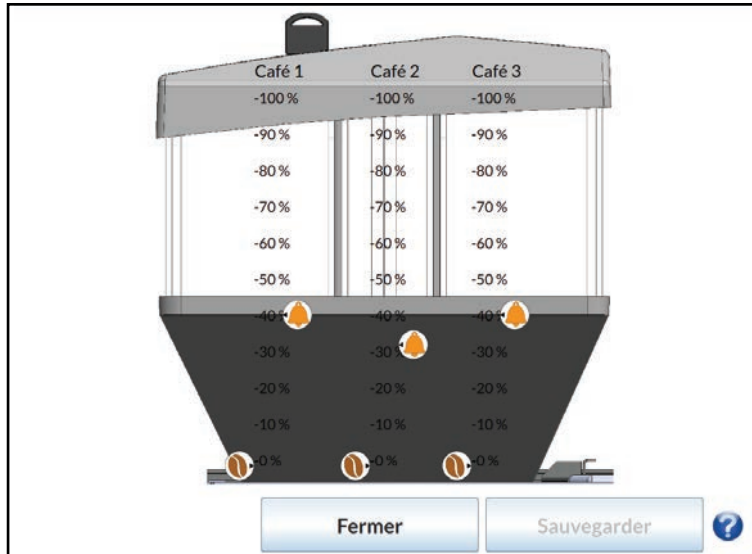 Café 1 Café 2 Café 3
-100 % -100 % -100 %
-90 % -90 % -90 %
-80 % -80 % -80 %
-70 % -70 % -70 %
-60 % -60 % -60 %
-50 % -50 % -50 %
-40 % -40 % -40 %
-30 % -30 % -30 %
-20 % -20 % -20 %
-10 % -10 % -10 %
-0 % -0 % -0 %
Fermer Sauvegarder ?